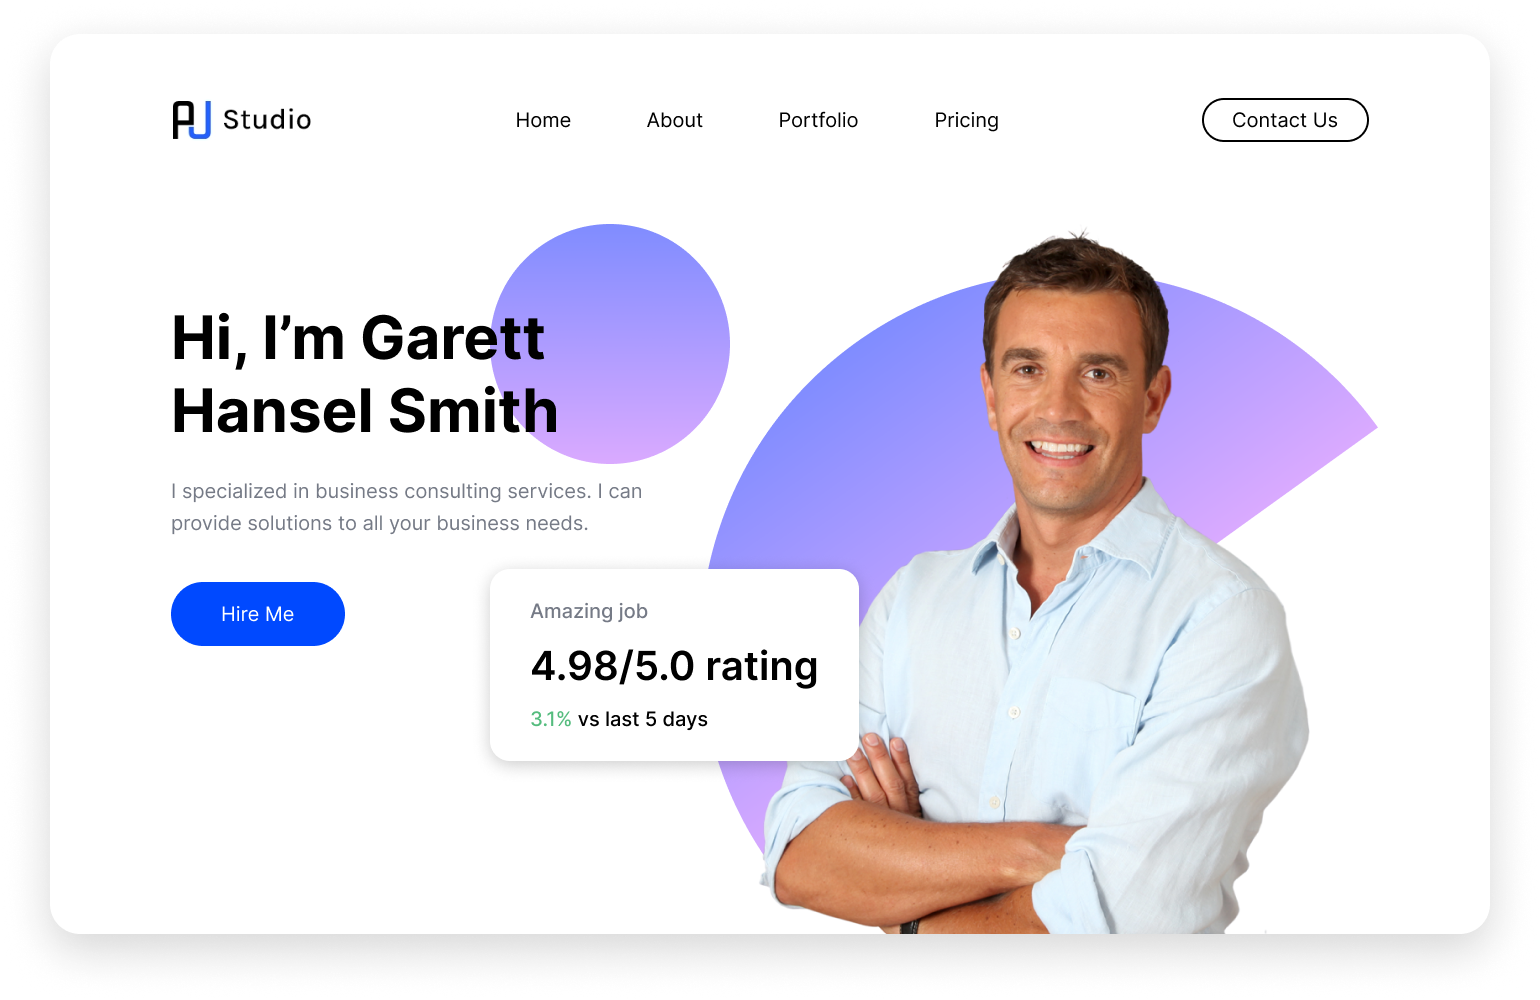 AJ Studio
Home
About
Portfolio
Pricing
Contact Us
Hi, I’m Garett
Hansel Smith
I specialized in business consulting services. I can
provide solutions to all your business needs.
Hire Me
Amazing job
4.98/5.0 rating
3.1% vs last 5 days